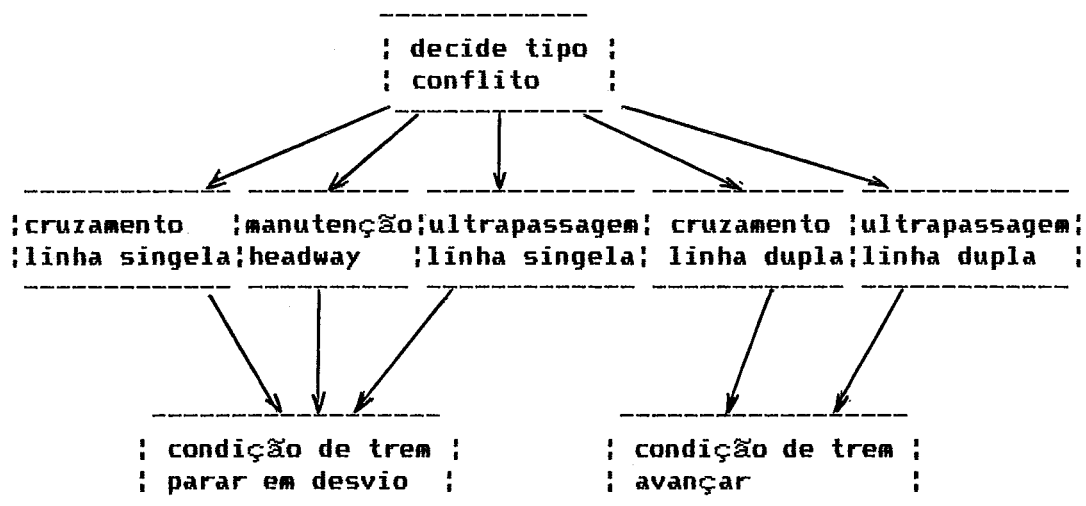 decide tipo
conflito
cruzamento
linha singela
manutenção
headway
ultrapassagem
linha singela
cruzamento
linha dupla
ultrapassagem
linha dupla
condição de trem
parar em desvio
condição de trem
avançar